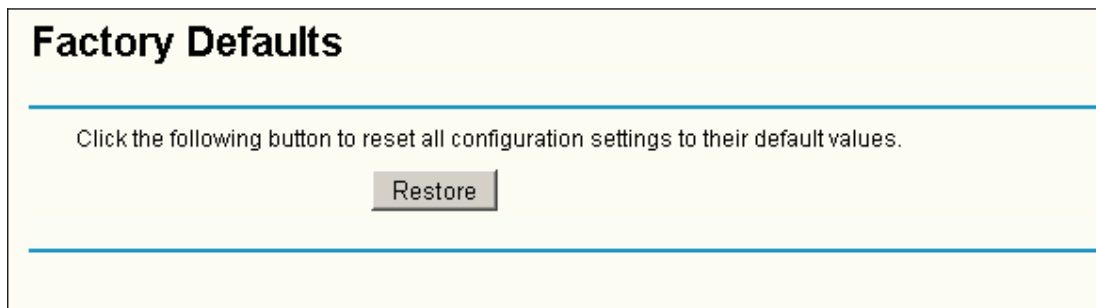 Factory Defaults
Click the following button to reset all configuration settings to their default values.
Restore